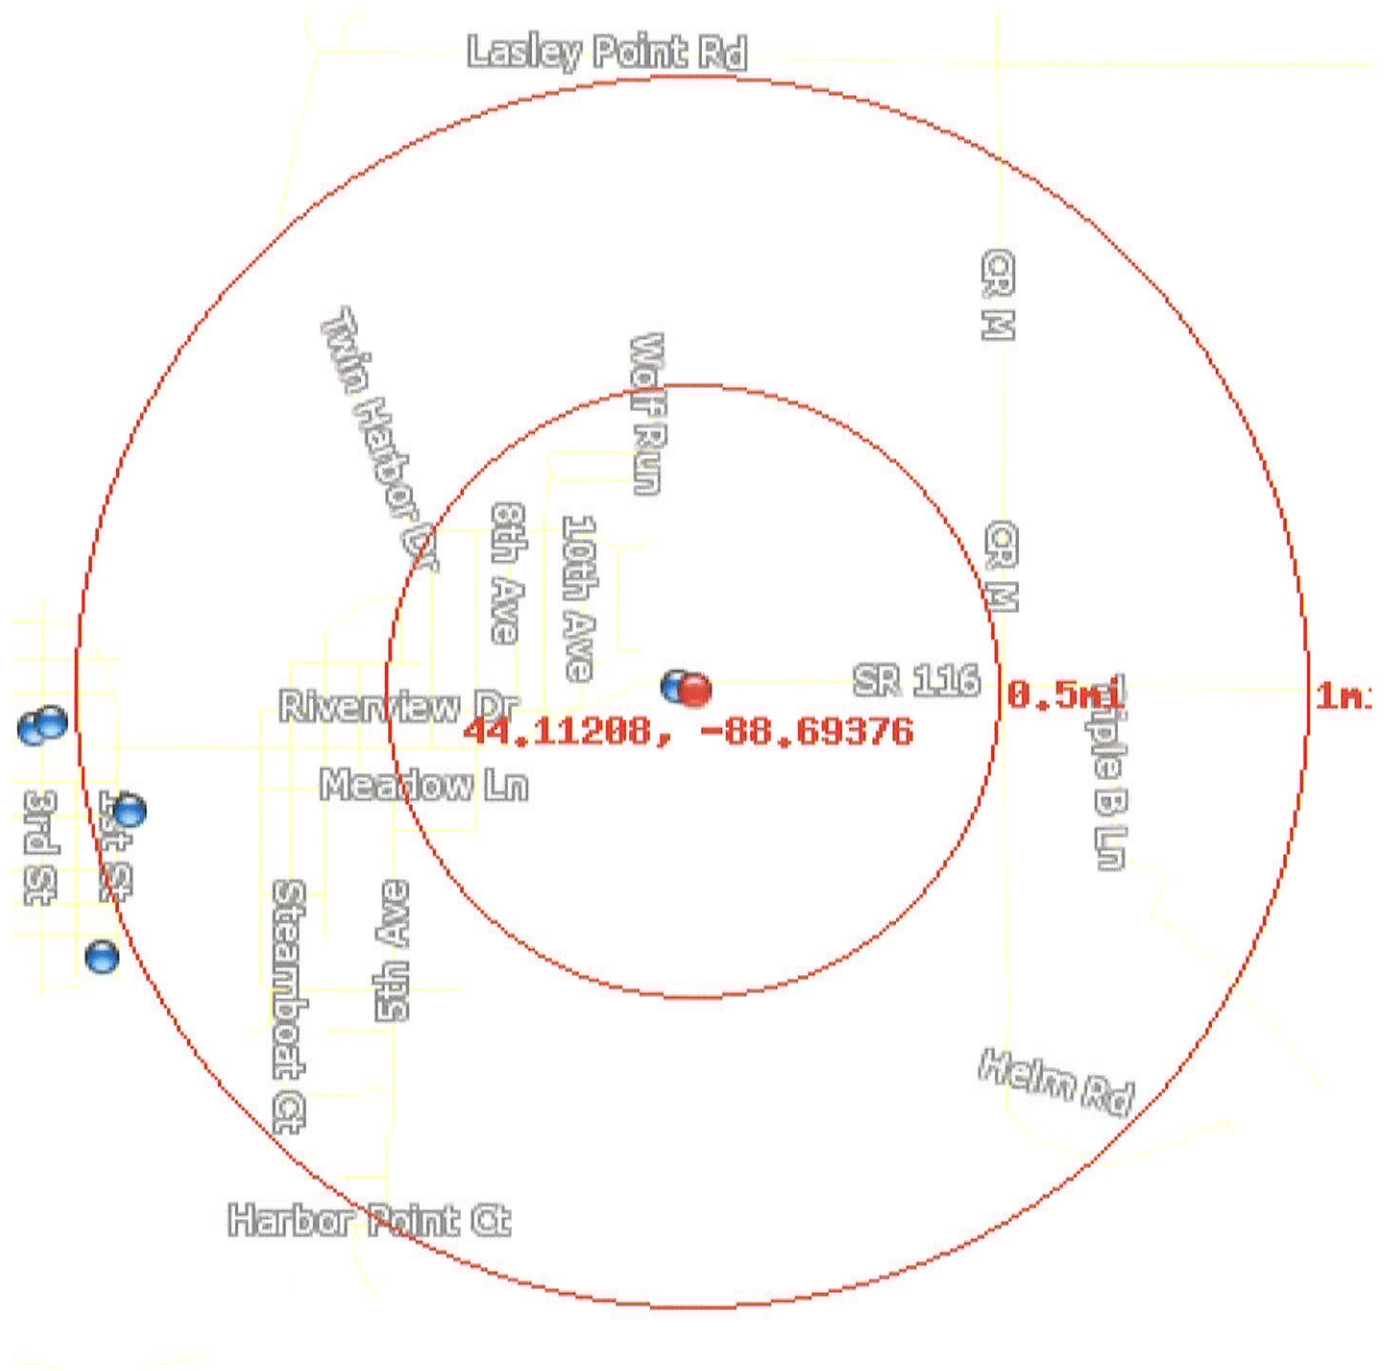 Lasley Point Rd
CR M
Twin Harbor Dr
Wolf Run
8th Ave
10th Ave
CR M
SR 116
0.5mi
1m
Riverview Dr
44.11208, -88.69376
Triple B Ln
Meadow Ln
3rd St
1st St
Steamboat Ct
5th Ave
Helm Rd
Harbor Point Ct